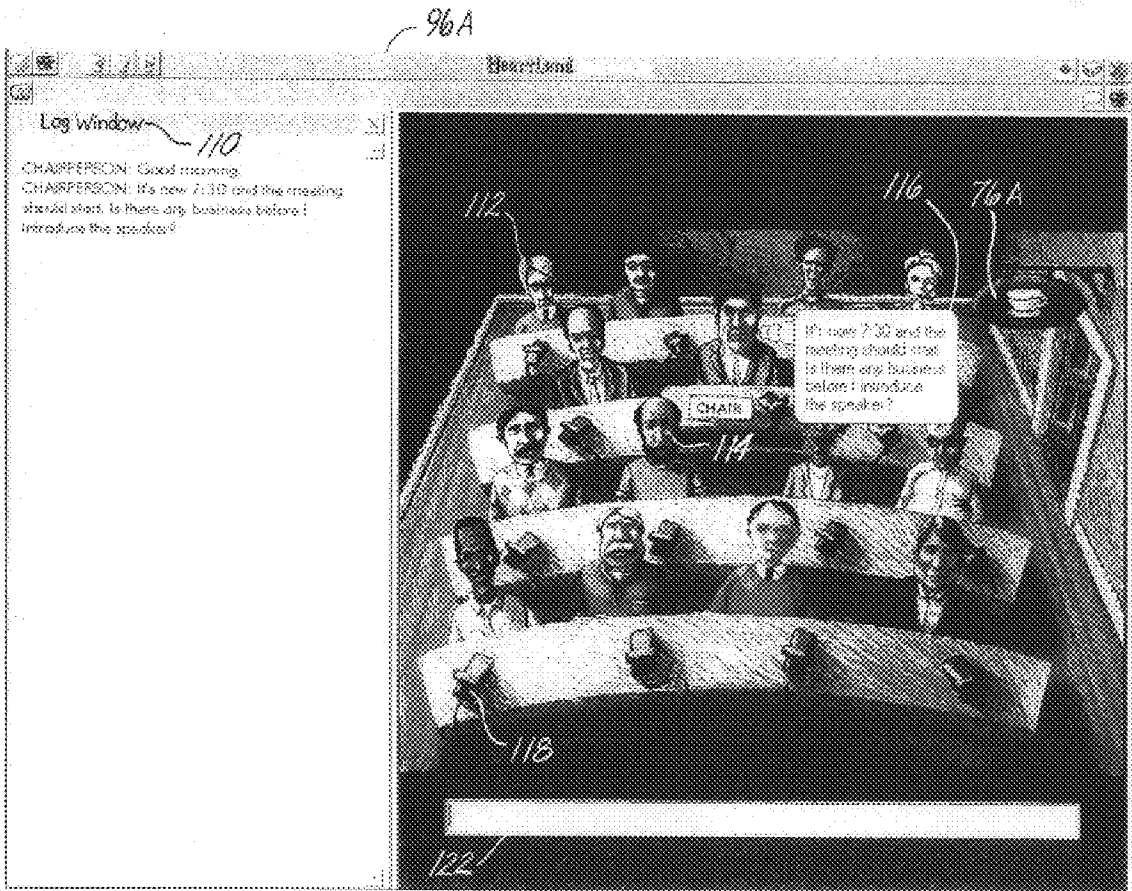 96A
Heartland
Log Window
110
CHAIRPERSON: Good morning.
CHAIRPERSON: It's now 7:30 and the meeting
should start. Is there any business before I
introduce the speaker?
112
116
76A
It's now 7:30 and the
meeting should start.
Is there any business
before I introduce
the speaker?
CHAIR
114
118
122